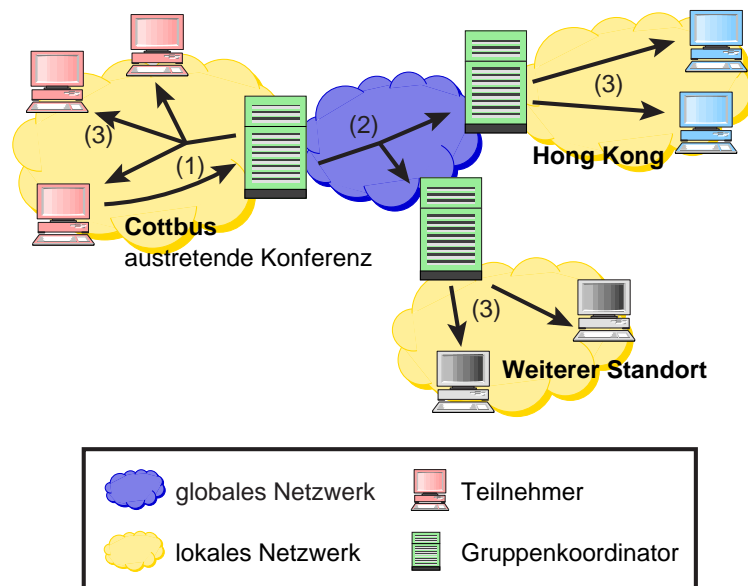 (2)
(3)
(3)
Hong Kong
(1)
Cottbus
austretende Konferenz
(3)
Weiterer Standort
globales Netzwerk
Teilnehmer
lokales Netzwerk
Gruppenkoordinator